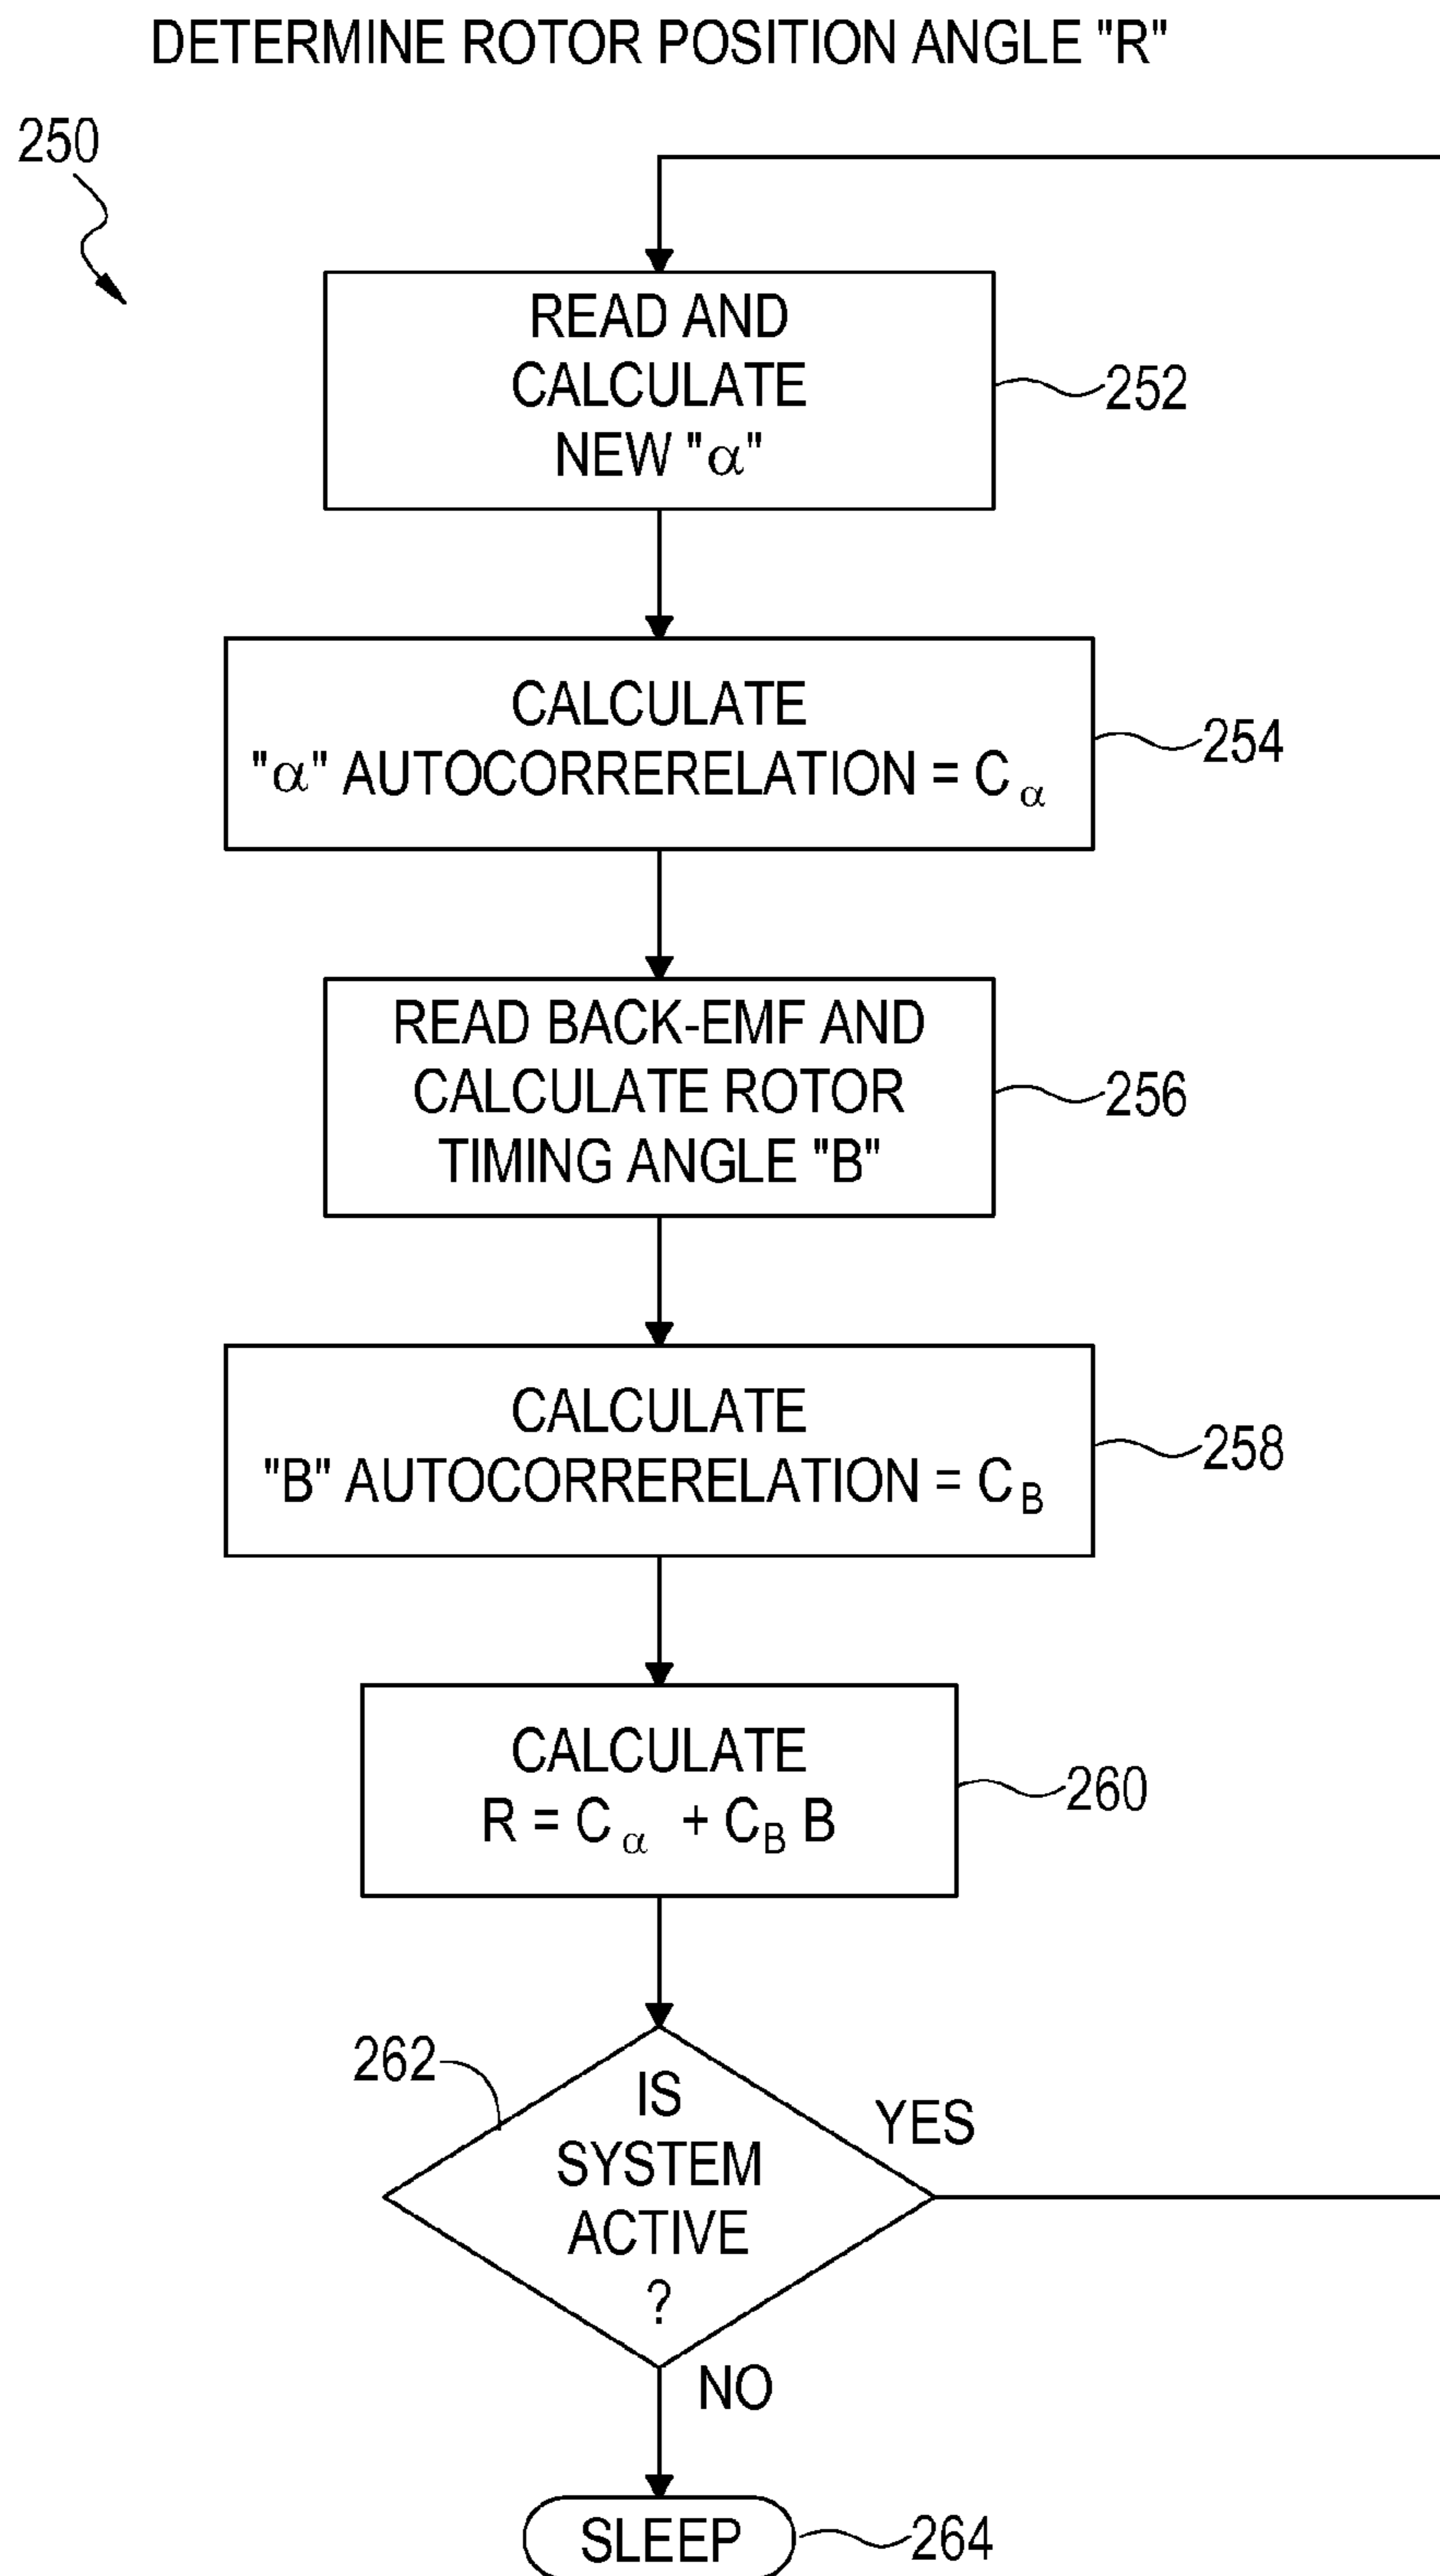 DETERMINE ROTOR POSITION ANGLE "R"
250
READ AND
CALCULATE
NEW "α"
252
CALCULATE
"α" AUTOCORRERELATION = Cα
254
READ BACK-EMF AND
CALCULATE ROTOR
TIMING ANGLE "B"
256
CALCULATE
"B" AUTOCORRERELATION = CB
258
CALCULATE
R = Cα + CB B
260
262
IS
SYSTEM
ACTIVE
?
YES
NO
SLEEP
264